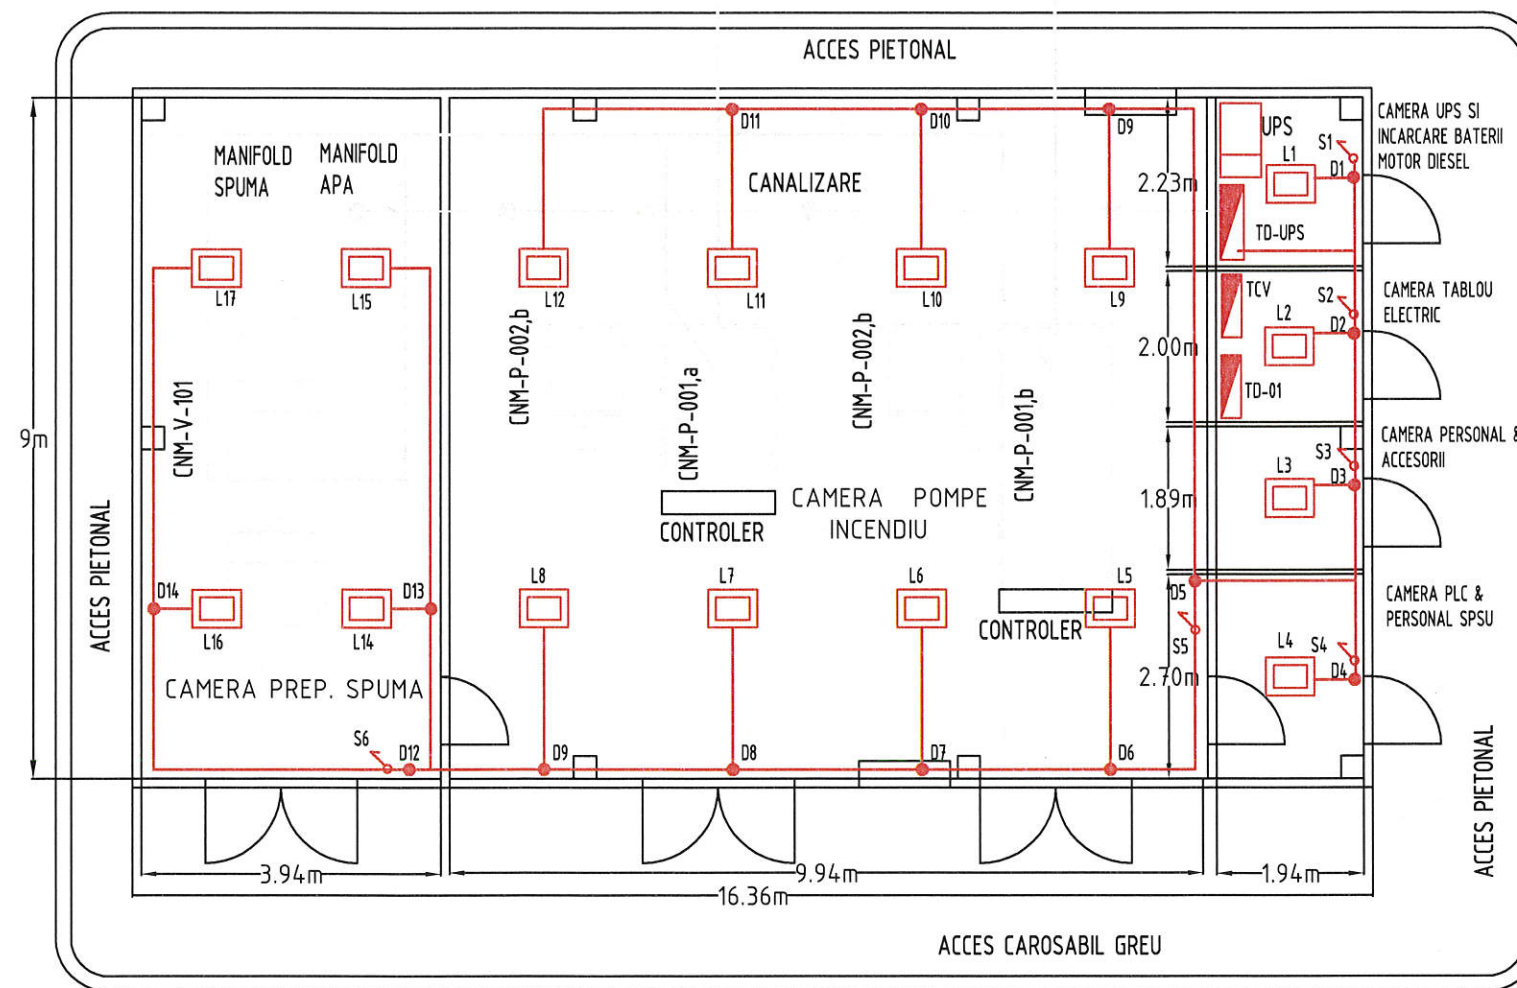 ACCES PIETONAL
D11
D10
D9
UPS
S1
L1
D1
CAMERA UPS SI
INCARCARE BATERII
MOTOR DIESEL
MANIFOLD
SPUMA
MANIFOLD
APA
CANALIZARE
2.23m
TD-UPS
L17
L15
L12
L11
L10
L9
TCV
S2
L2
D2
CAMERA TABLOU
ELECTRIC
CNM-P-002,b
CNM-P-001,a
CNM-P-002,b
CNM-P-001,b
2.00m
TD-01
9m
CNM-V-101
CAMERA PERSONAL &
ACCESORII
S3
L3
D3
1.89m
CAMERA POMPE
INCENDIU
CONTROLER
ACCES PIETONAL
D14
L16
D13
L14
L8
L7
L6
L5
CONTROLER
D5
S5
CAMERA PLC &
PERSONAL SPSU
L4
S4
D4
2.70m
CAMERA PREP. SPUMA
S6
D12
D9
D8
D7
D6
ACCES PIETONAL
3.94m
9.94m
1.94m
16.36m
ACCES CAROSABIL GREU